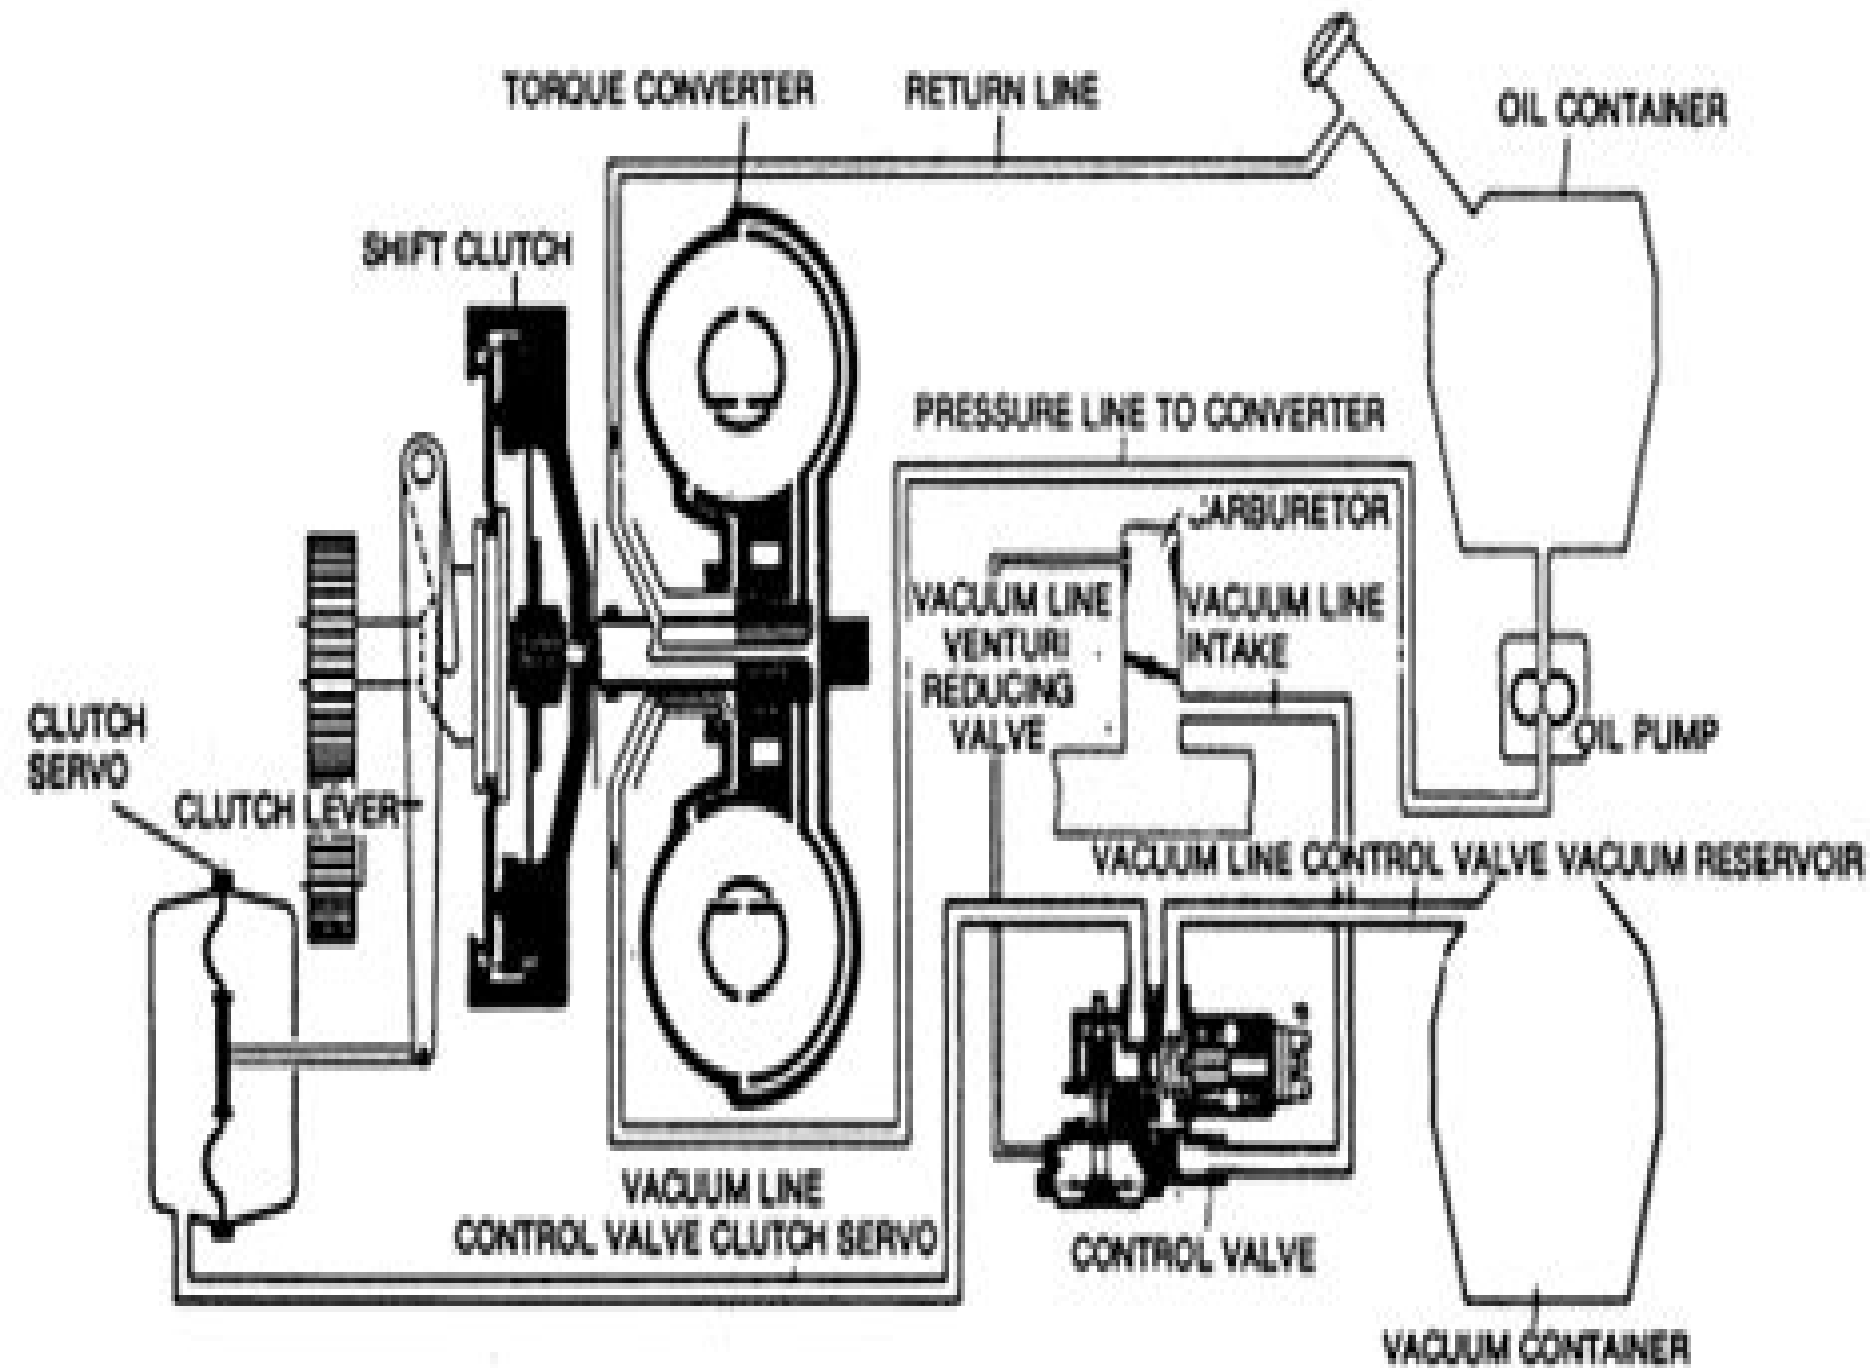 TORQUE CONVERTER
RETURN LINE
OIL CONTAINER
SHIFT CLUTCH
PRESSURE LINE TO CONVERTER
CARBURETOR
VACUUM LINE
VENTURI
REDUCING
VALVE
VACUUM LINE
INTAKE
CLUTCH
SERVO
OIL PUMP
CLUTCH LEVER
VACUUM LINE CONTROL VALVE VACUUM RESERVOIR
VACUUM LINE
CONTROL VALVE CLUTCH SERVO
CONTROL VALVE
VACUUM CONTAINER